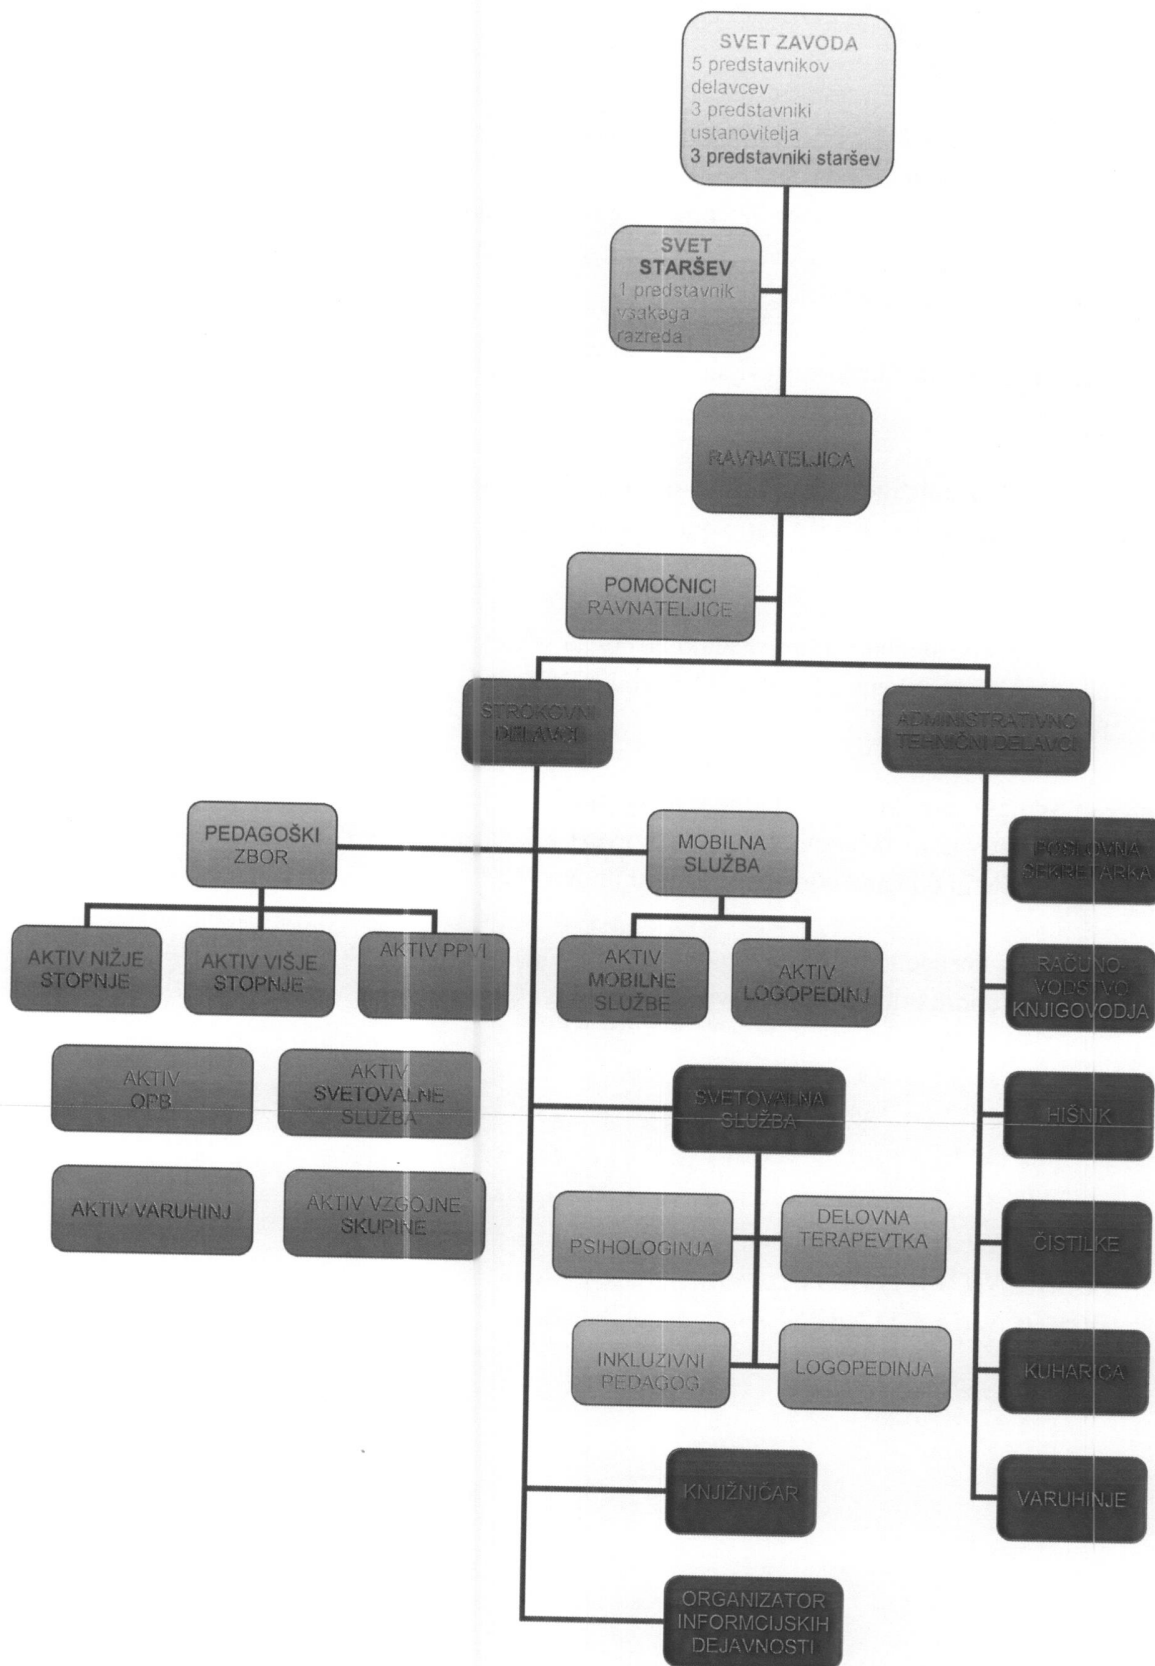 SVET ZAVODA
5 predstavnikov
delavcev
3 predstavniki
ustanovitelja
3 predstavniki staršev
SVET
STARŠEV
1 predstavnik
vsakega
razreda
RAVNATELJICA
POMOČNICI
RAVNATELJICE
STROKOVNI
DELAVCI
ADMINISTRATIVNO
TEHNIČNI DELAVCI
PEDAGOŠKI
ZBOR
MOBILNA
SLUŽBA
POSLOVNA
SEKRETARKA
AKTIV NIŽJE
STOPNJE
AKTIV VIŠJE
STOPNJE
AKTIV PPVI
AKTIV
MOBILNE
SLUŽBE
AKTIV
LOGOPEDINJ
RAČUNO-
VODSTVO
KNJIGOVODJA
AKTIV
OPB
AKTIV
SVETOVALNE
SLUŽBA
SVETOVALNA
SLUŽBA
HIŠNIK
AKTIV VARUHINJ
AKTIV VZGOJNE
SKUPINE
PSIHOLOGINJA
DELOVNA
TERAPEVTKA
ČISTILKE
INKLUZIVNI
PEDAGOG
LOGOPEDINJA
KUHARICA
KNJIŽNIČAR
VARUHINJE
ORGANIZATOR
INFORMCIJSKIH
DEJAVNOSTI